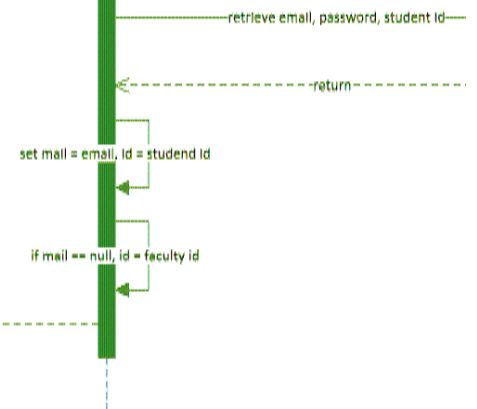 retrieve email, password, student Id
return
set mail = email, Id = studend Id
if mail == null, id = faculty id